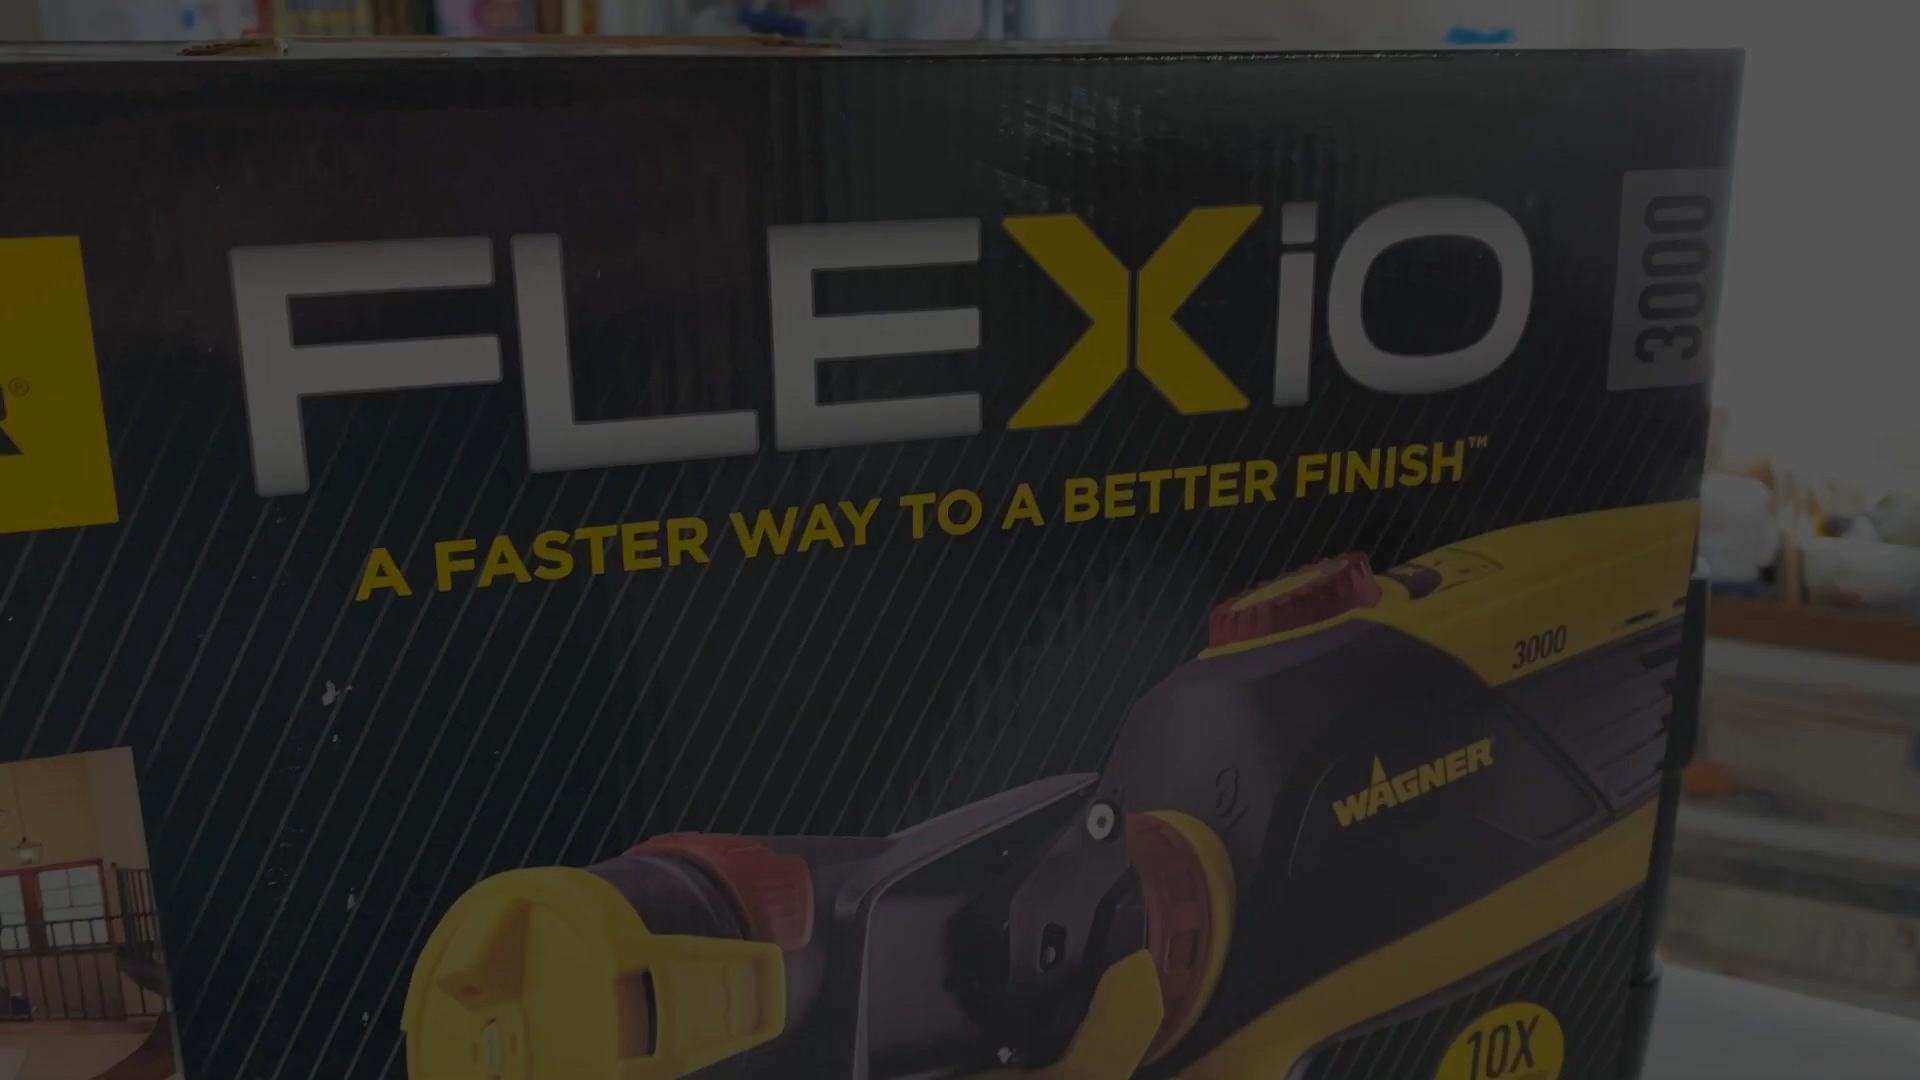 FLEXiO
3000
®
A FASTER WAY TO A BETTER FINISH™
3000
WAGNER
10X